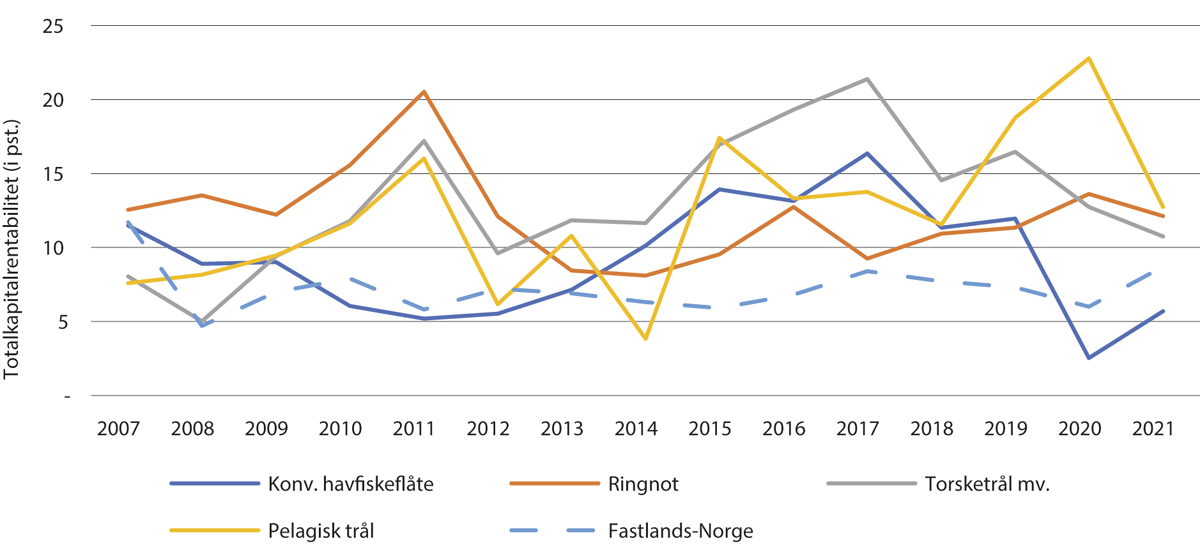 Totalkapitalrentabilitet (i pst.)
25
20
15
10
5
-
2007 2008 2009 2010 2011 2012 2013 2014 2015 2016 2017 2018 2019 2020 2021
Konv. havfiskeflåte Ringnot Torsketrål mv.
Pelagisk trål Fastlands-Norge